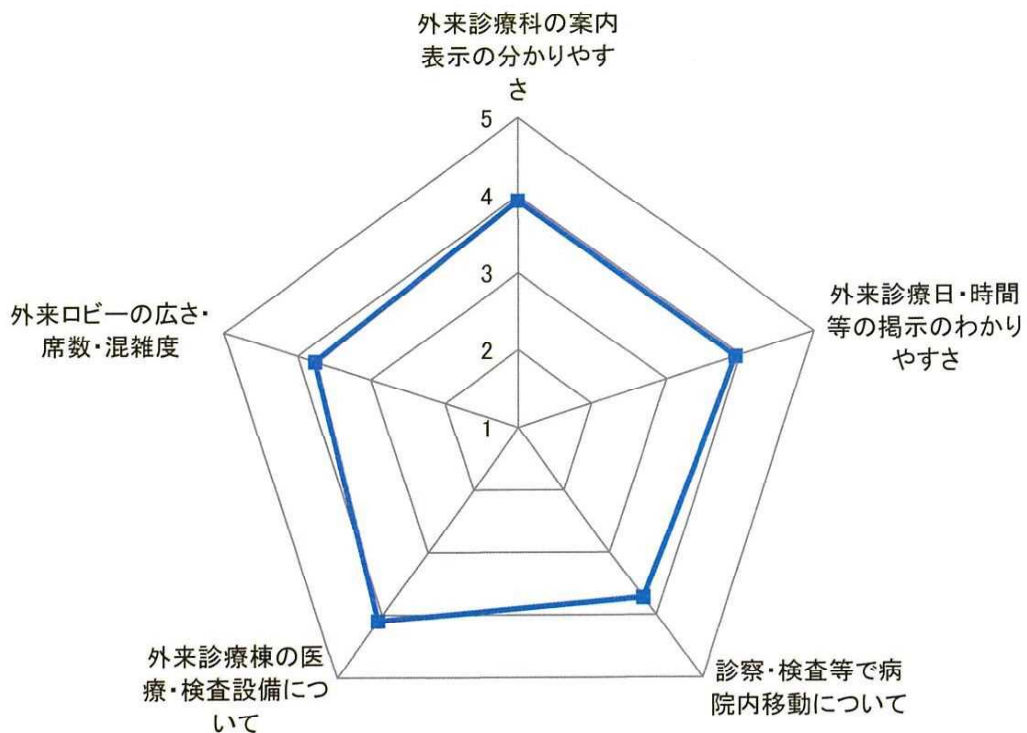 外来診療科の案内
表示の分かりやす
さ
5
4
3
2
1
外来診療日・時間
等の掲示のわかり
やすさ
診察・検査等で病
院内移動について
外来診療棟の医
療・検査設備につ
いて
外来ロビーの広さ・
席数・混雑度